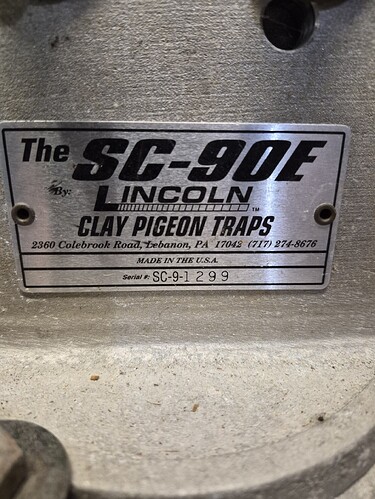 The SC-90E
By: LINCOLN ™
CLAY PIGEON TRAPS
2360 Colebrook Road, Lebanon, PA 17042 (717) 274-8676
MADE IN THE U.S.A.
Serial #: SC-9-1299